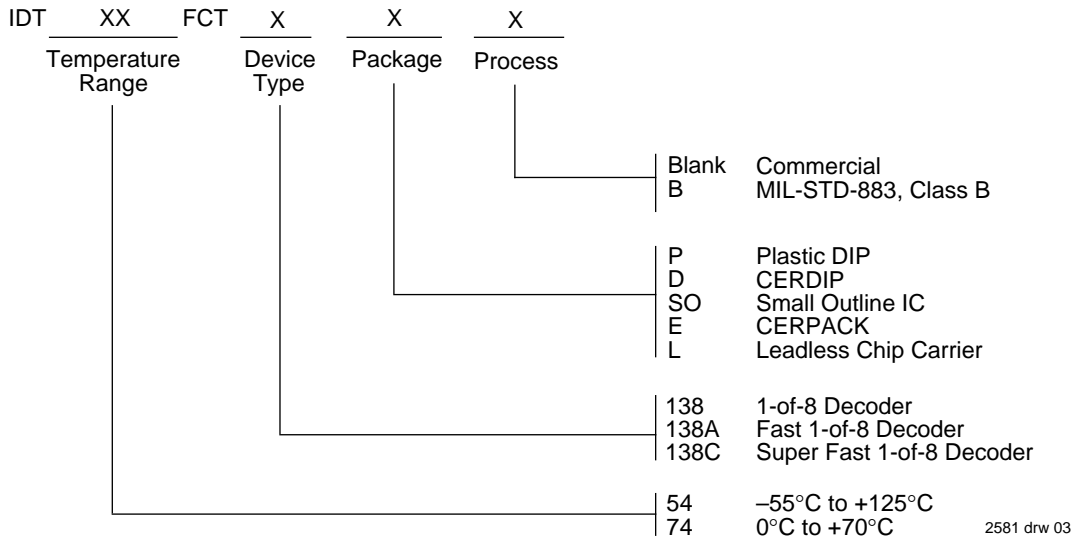 IDT XX FCT X X X
Temperature Range Device Type Package Process
Blank Commercial
B MIL-STD-883, Class B
P Plastic DIP
D CERDIP
SO Small Outline IC
E CERPACK
L Leadless Chip Carrier
138 1-of-8 Decoder
138A Fast 1-of-8 Decoder
138C Super Fast 1-of-8 Decoder
54 –55°C to +125°C
74 0°C to +70°C
2581 drw 03